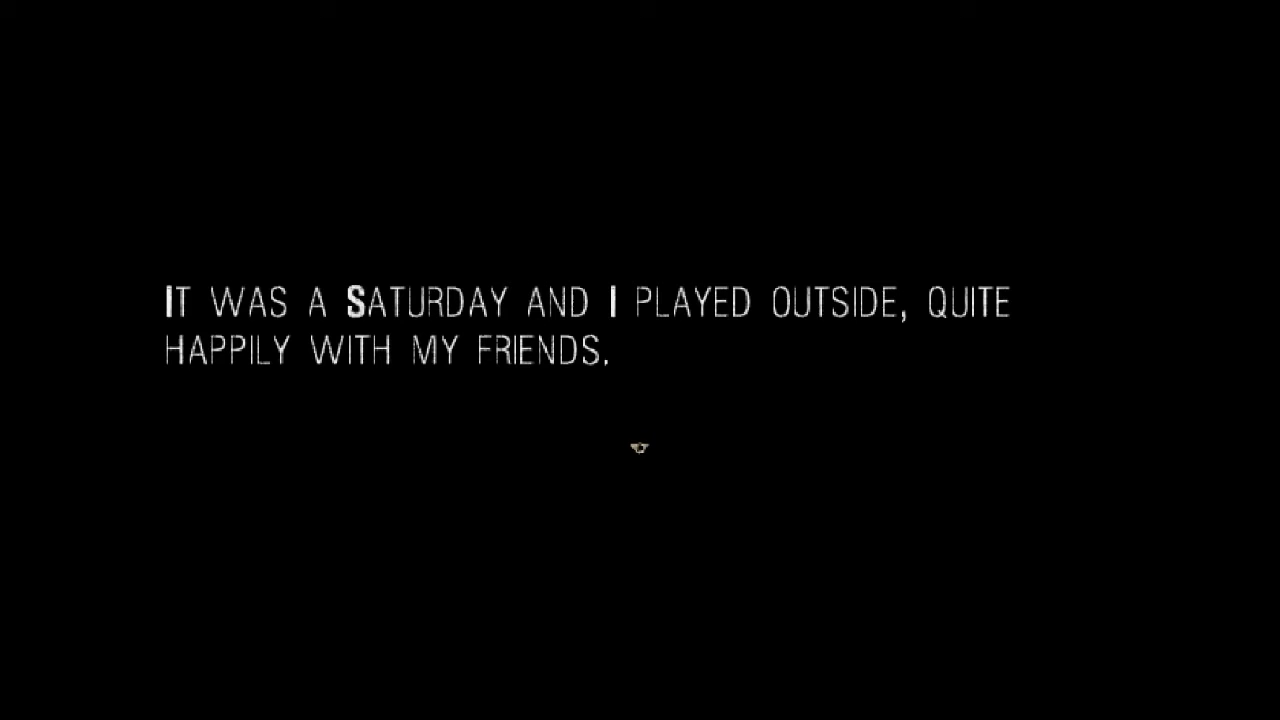 It was a Saturday and I played outside, quite
happily with my friends.